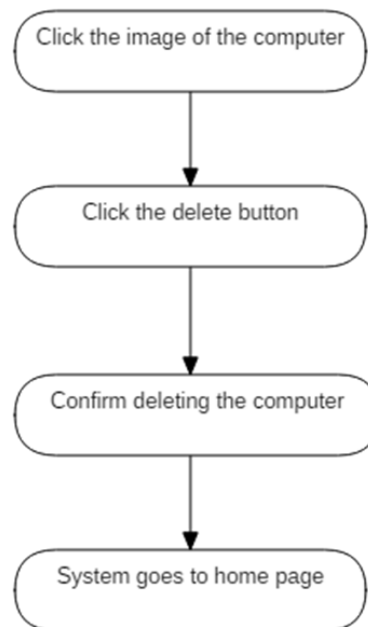 Click the image of the computer
Click the delete button
Confirm deleting the computer
System goes to home page